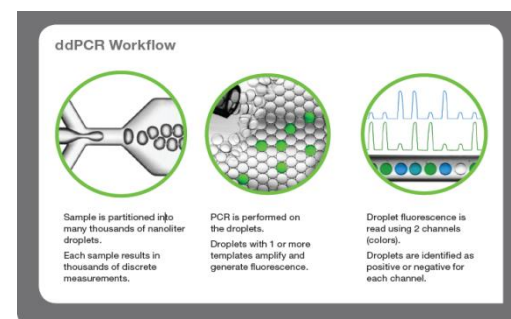 ddPCR Workflow
Sample is partitioned into
many thousands of nanoliter
droplets.
Each sample results in
thousands of discrete
measurements.
PCR is performed on
the droplets.
Droplets with 1 or more
templates amplify and
generate fluorescence.
Droplet fluorescence is
read using 2 channels
(colors).
Droplets are identified as
positive or negative for
each channel.